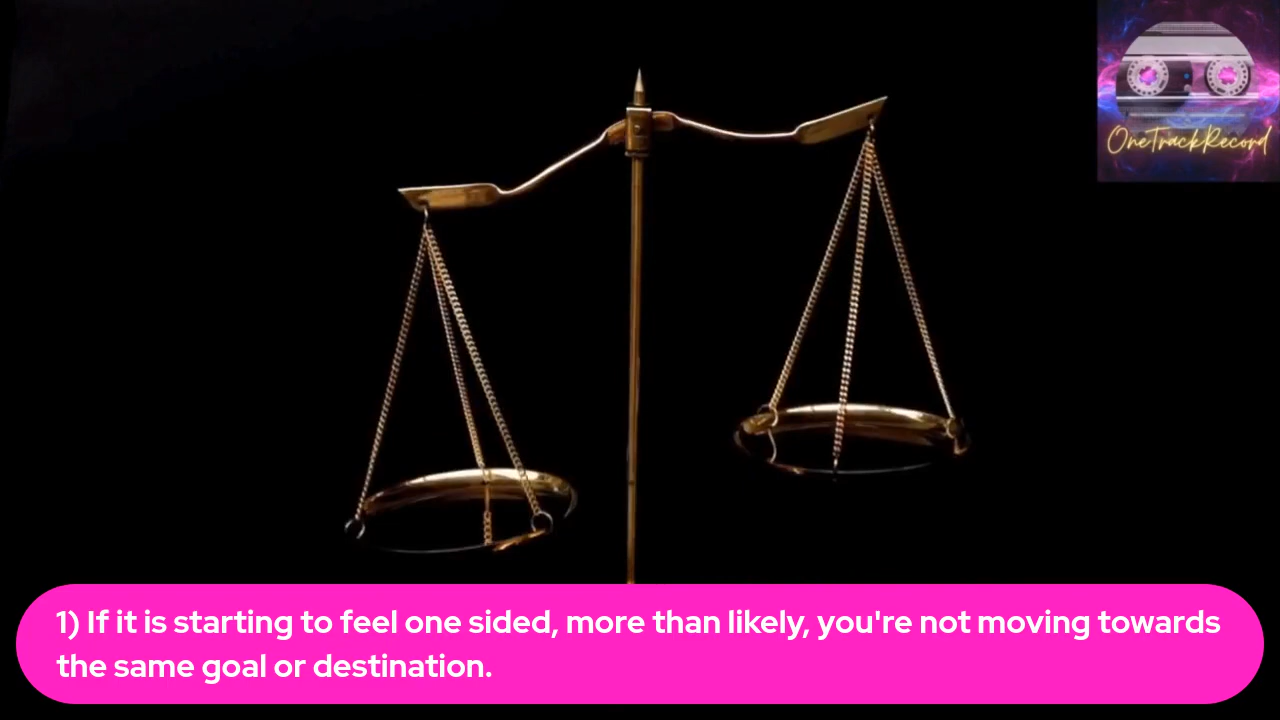 OneTrackRecord
1) If it is starting to feel one sided, more than likely, you're not moving towards
the same goal or destination.